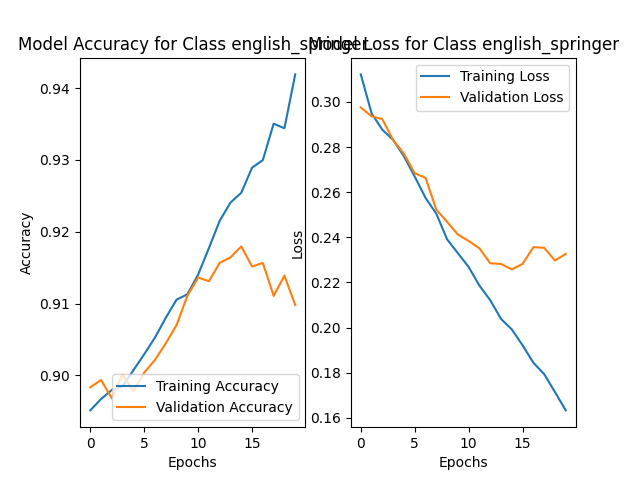 Model Accuracy for Class english_springer
0.94
0.93
0.92
0.91
0.90
Accuracy
Training Accuracy
Validation Accuracy
0 5 10 15
Epochs
Model Loss for Class english_springer
Training Loss
Validation Loss
0.30
0.28
0.26
0.24
0.22
0.20
0.18
0.16
Loss
0 5 10 15
Epochs